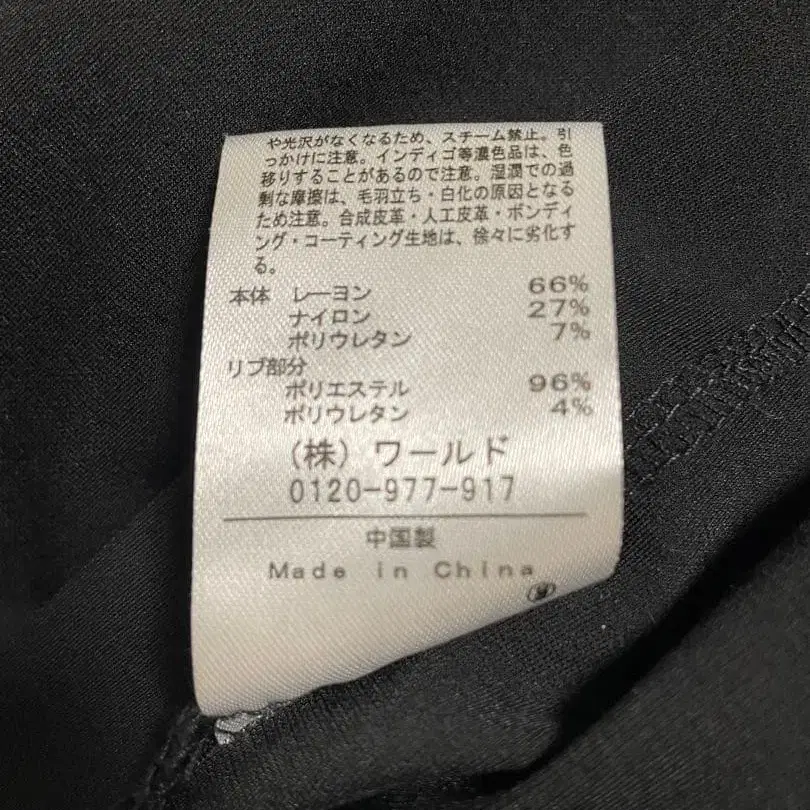 や光沢がなくなるため、スチーム禁止。引
っかけに注意。インディゴ等濃色品は、色
移りすることがあるので注意。湿潤での過
剰な摩擦は、毛羽立ち・白化の原因となる
ため注意。合成皮革・人工皮革・ボンディ
ング・コーティング生地は、徐々に劣化す
る。
本体 レーヨン 66%
ナイロン 27%
ポリウレタン 7%
リブ部分
ポリエステル 96%
ポリウレタン 4%
(株)ワールド
0120-977-917
中国製
Made in China